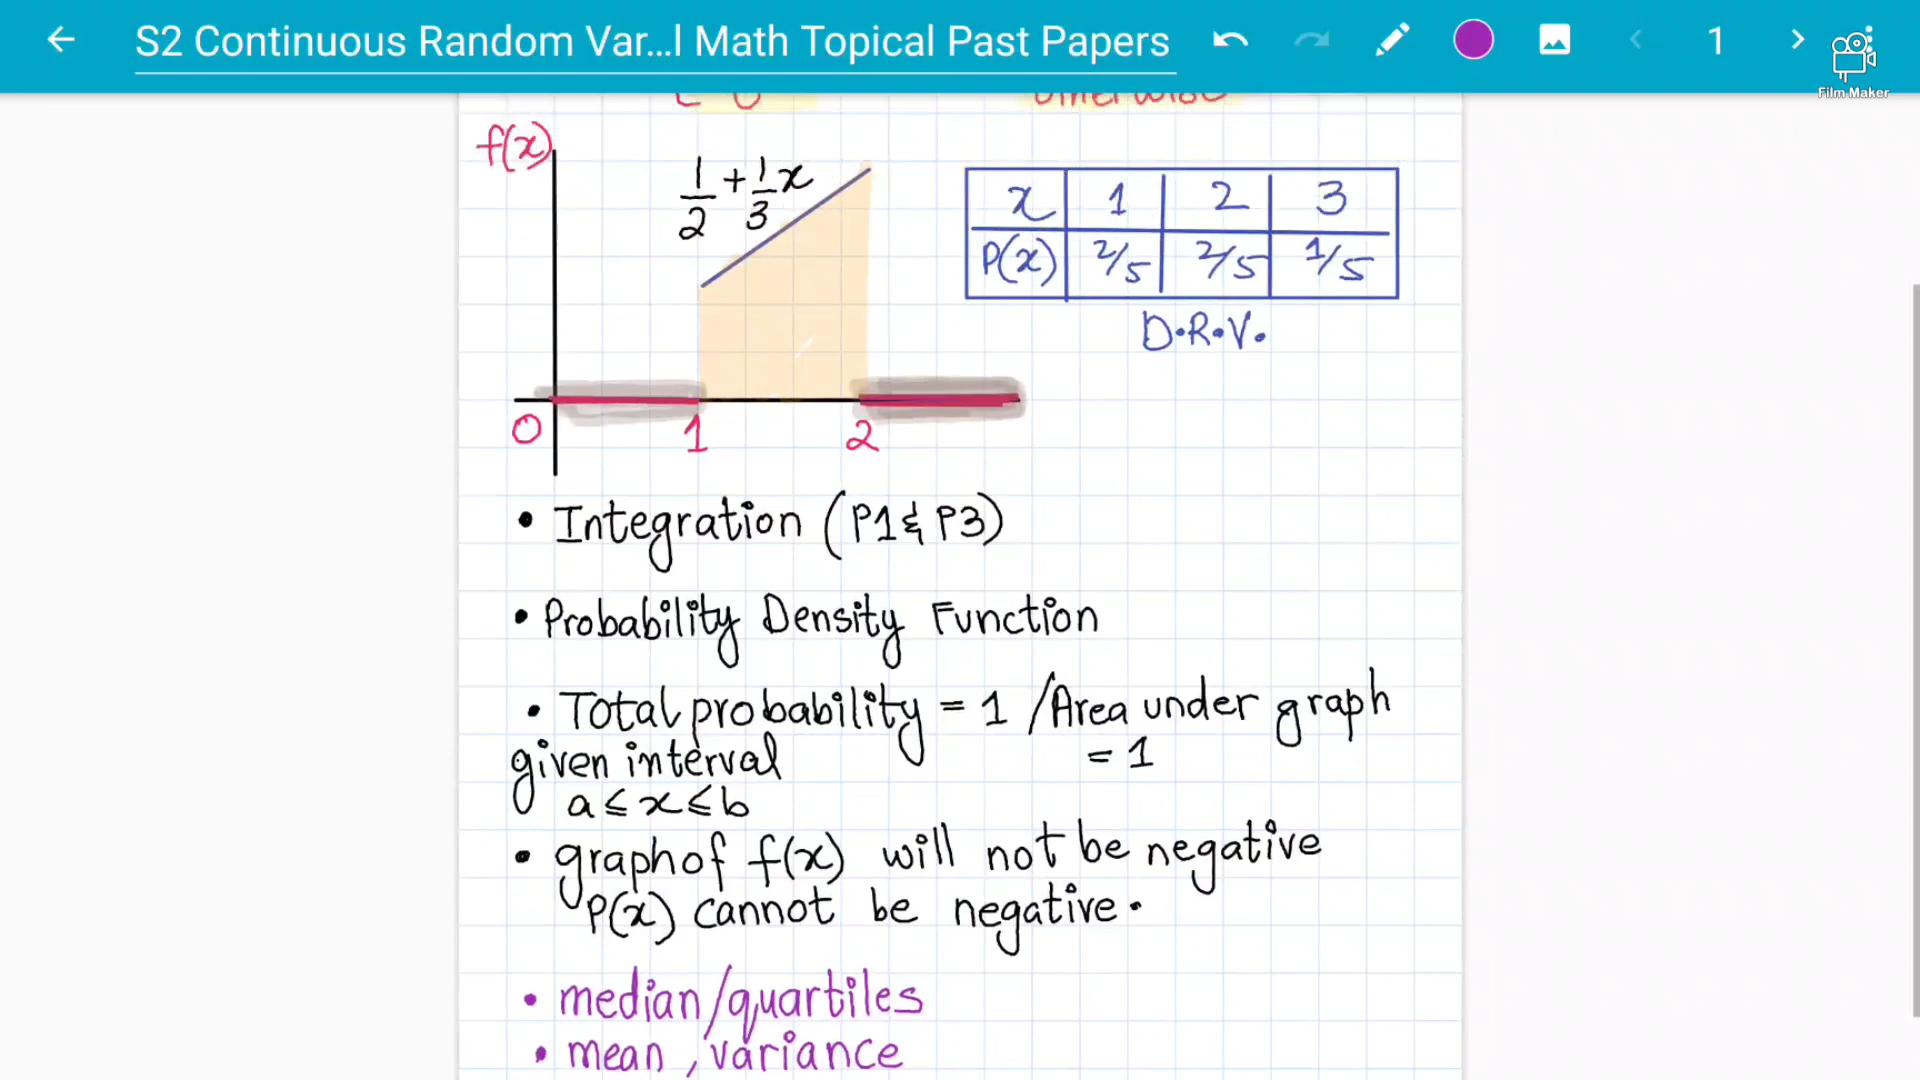 S2 Continuous Random Var...l Math Topical Past Papers
1
Film Maker
0 otherwise
f(x)
1/2 + 1/3 x
x 1 2 3
P(x) 2/5 2/5 1/5
D.R.V.
0 1 2
• Integration (P1 & P3)
• Probability Density Function
• Total probability = 1 / Area under graph
given interval = 1
a ≤ x ≤ b
• graph of f(x) will not be negative
P(x) cannot be negative.
• median/quartiles
• mean, variance